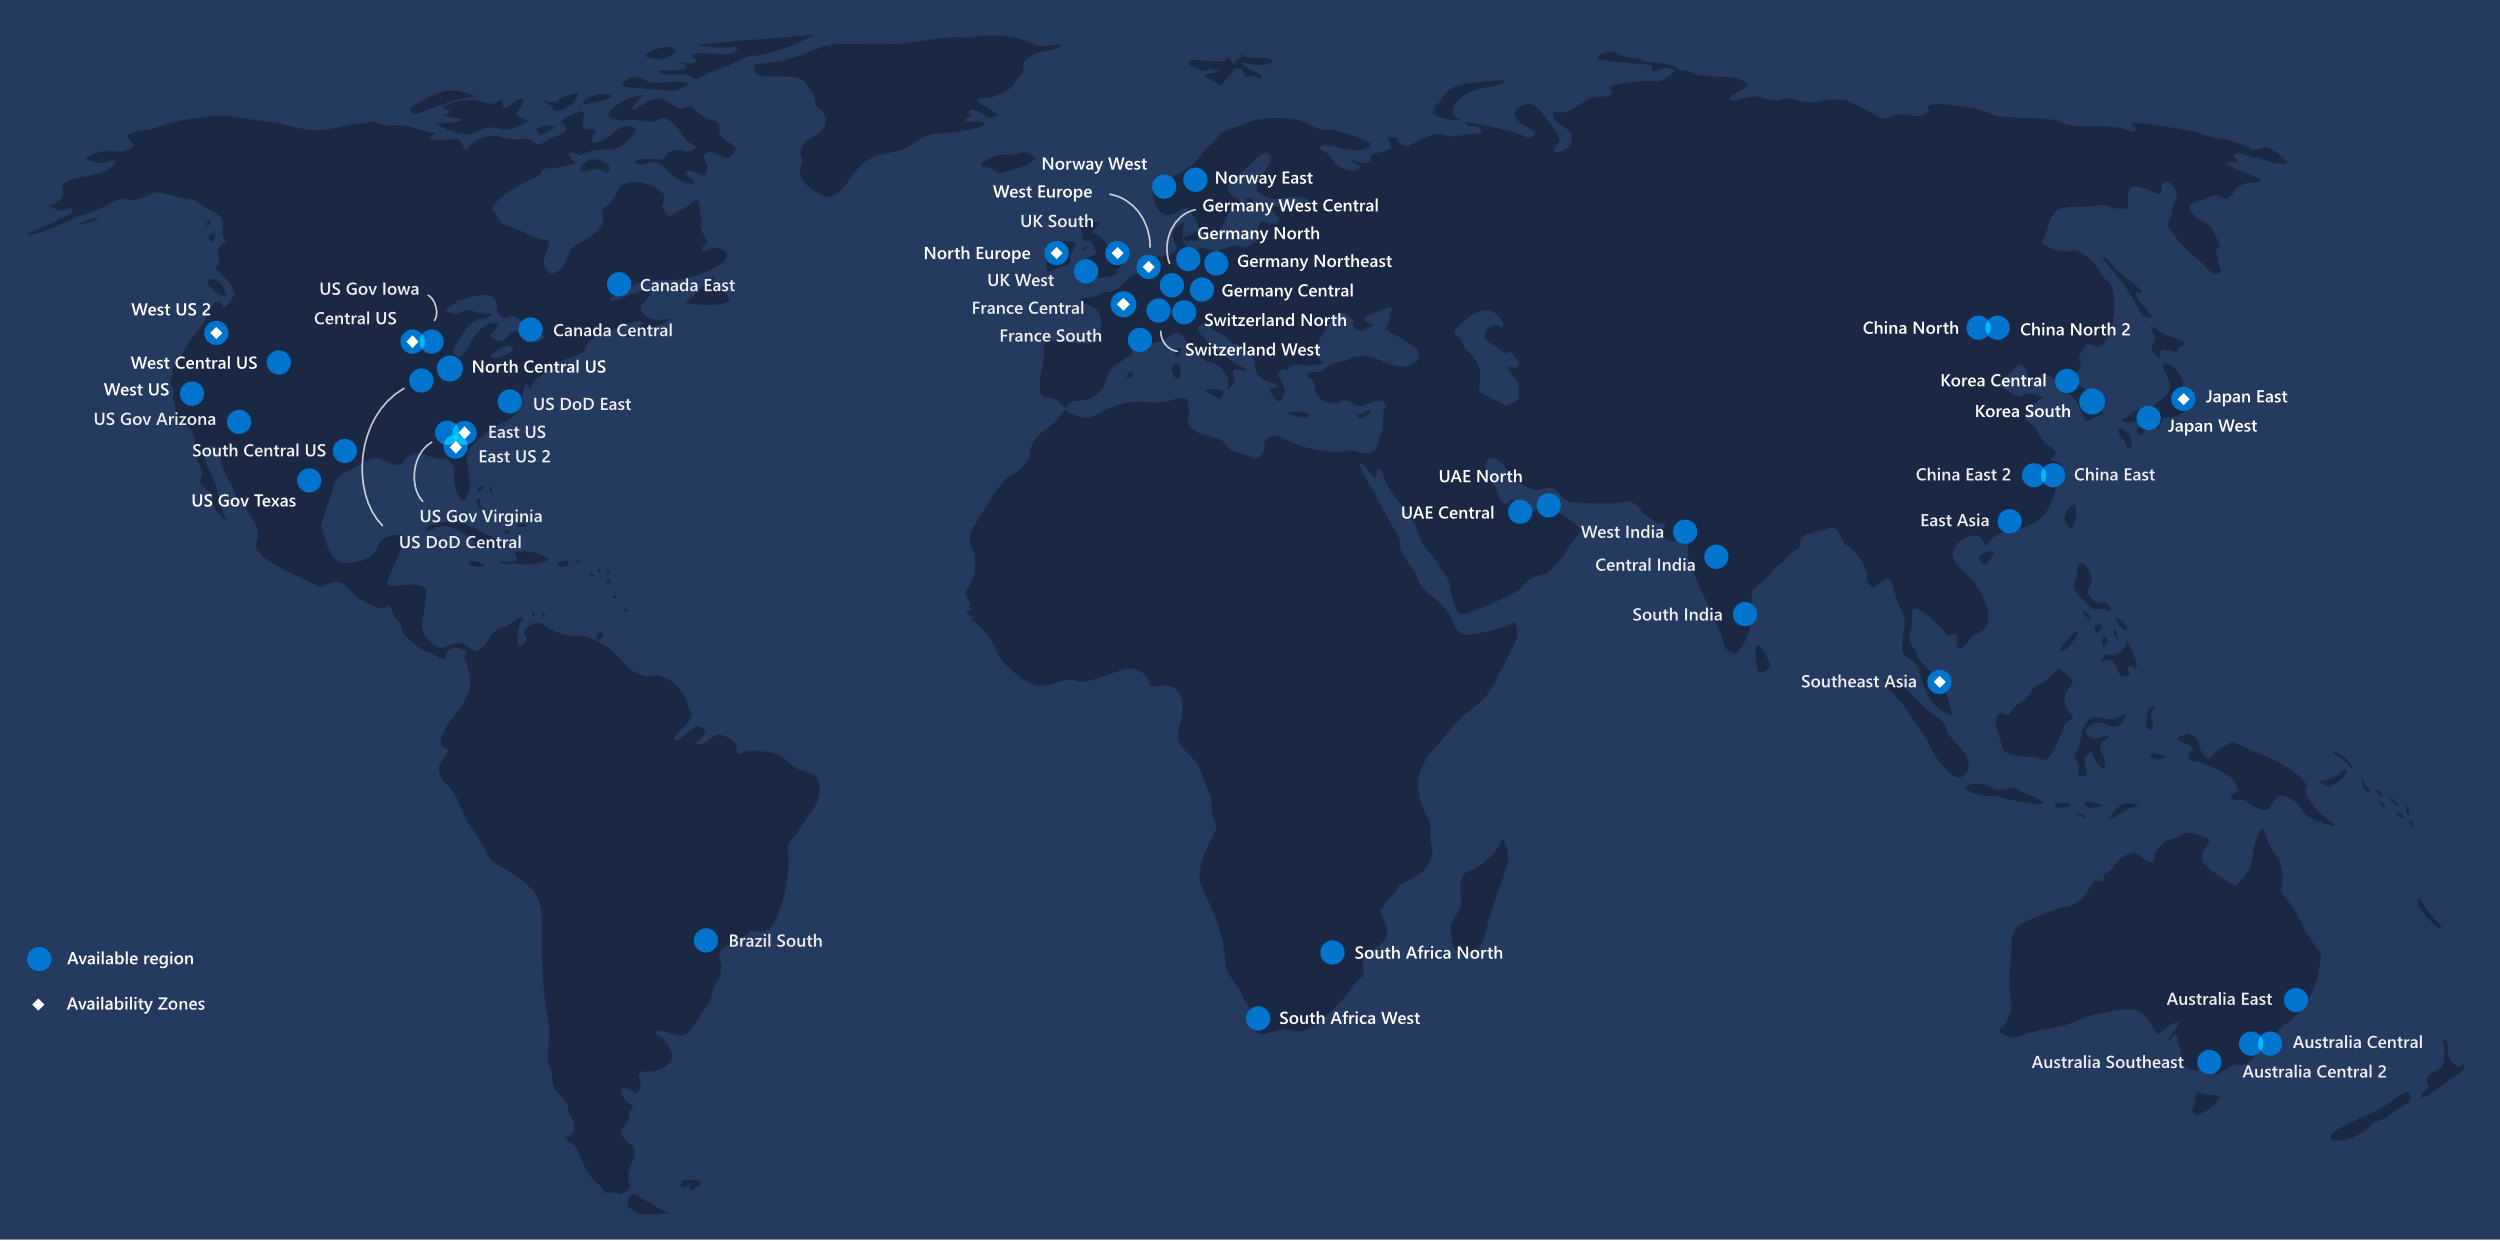 Norway West
Norway East
West Europe
Germany West Central
UK South
Germany North
North Europe
Germany Northeast
UK West
Germany Central
France Central
Switzerland North
France South
Switzerland West
Canada East
US Gov Iowa
West US 2
Central US
Canada Central
West Central US
North Central US
West US
US DoD East
US Gov Arizona
East US
South Central US
East US 2
US Gov Texas
US Gov Virginia
US DoD Central
China North
China North 2
Korea Central
Japan East
Korea South
Japan West
China East 2
China East
East Asia
UAE North
UAE Central
West India
Central India
South India
Southeast Asia
Brazil South
South Africa North
South Africa West
Australia East
Australia Central
Australia Southeast
Australia Central 2
Available region
Availability Zones